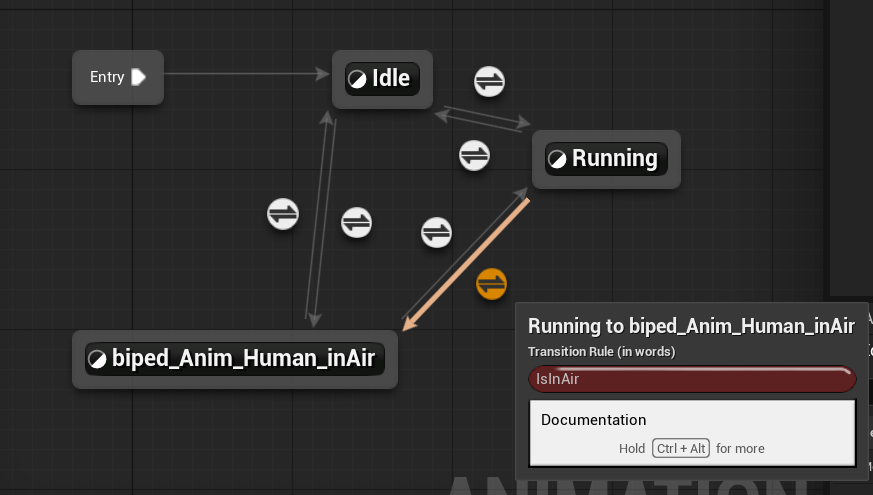 Entry
Idle
Running
biped_Anim_Human_inAir
Running to biped_Anim_Human_inAir
Transition Rule (in words)
IsInAir
Documentation
Hold Ctrl + Alt for more
ANIMATION